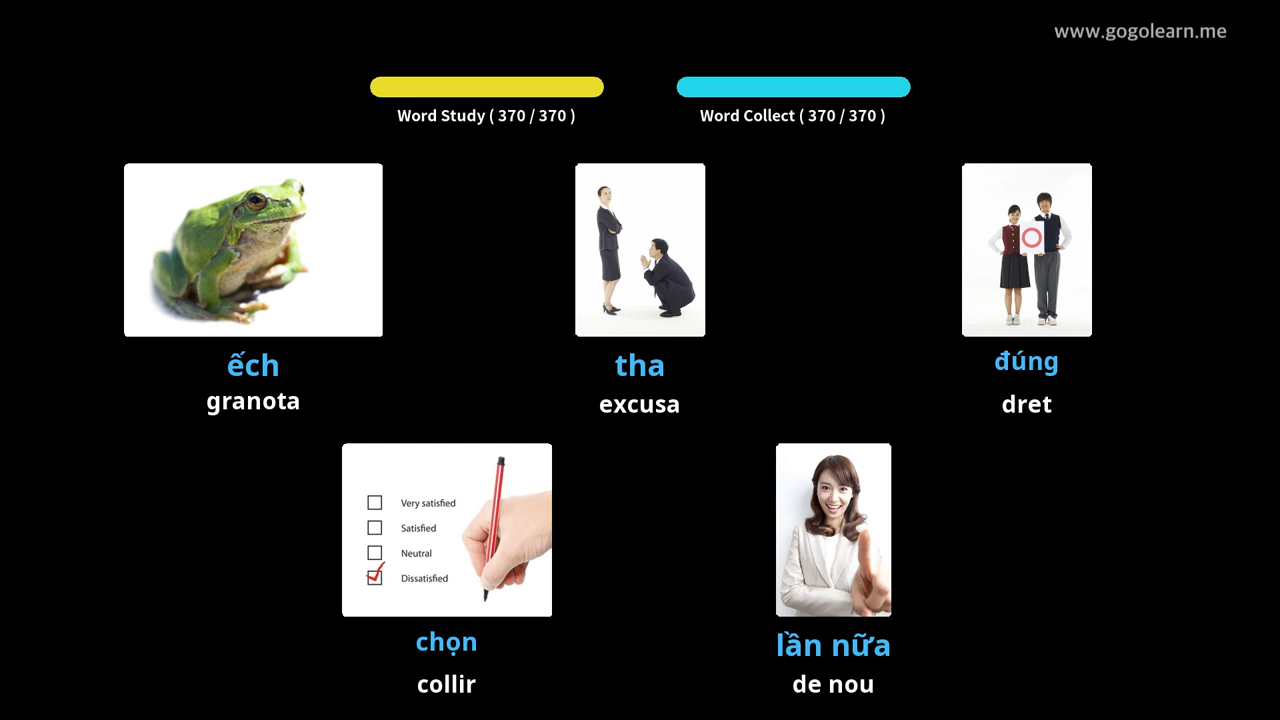 www.gogolearn.me
Word Study ( 370 / 370 )
Word Collect ( 370 / 370 )
ếch
granota
tha
excusa
đúng
dret
Very satisfied
Satisfied
Neutral
Dissatisfied
chọn
collir
lần nữa
de nou